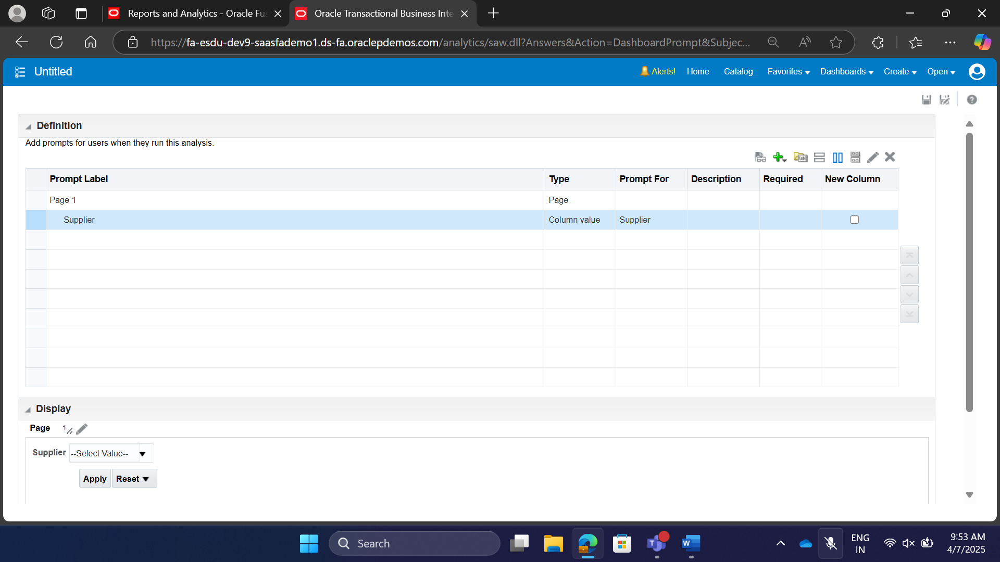 Reports and Analytics - Oracle Fus
Oracle Transactional Business Inte
https://fa-esdu-dev9-saasfademo1.ds-fa.oraclepdemos.com/analytics/saw.dll?Answers&Action=DashboardPrompt&Subjec...
Untitled
Alerts! Home Catalog Favorites Dashboards Create Open
Definition
Add prompts for users when they run this analysis.
Prompt Label Type Prompt For Description Required New Column
Page 1 Page
Supplier Column value Supplier
Display
Page 1
Supplier --Select Value--
Apply Reset
Search
ENG
IN
9:53 AM
4/7/2025